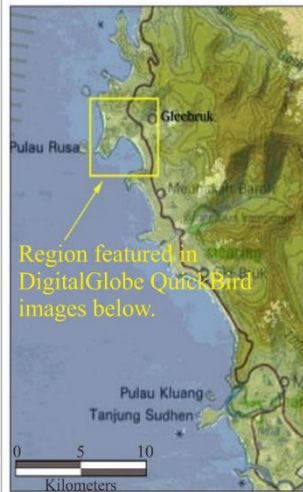 Gleebruk
Pulau Rusa
Region featured in
DigitalGlobe QuickBird
images below.
Pulau Kluang
Tanjung Sudhen
0 5 10
Kilometers